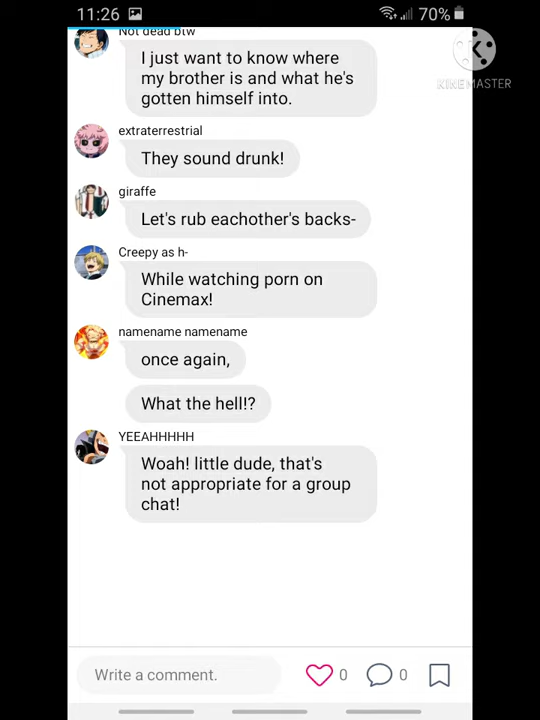 11:26
70%
KINEMASTER
Not dead btw
I just want to know where
my brother is and what he's
gotten himself into.
extraterrestrial
They sound drunk!
giraffe
Let's rub eachother's backs-
Creepy as h-
While watching porn on
Cinemax!
namename namename
once again,
What the hell!?
YEEAHHHHH
Woah! little dude, that's
not appropriate for a group
chat!
Write a comment.
0
0